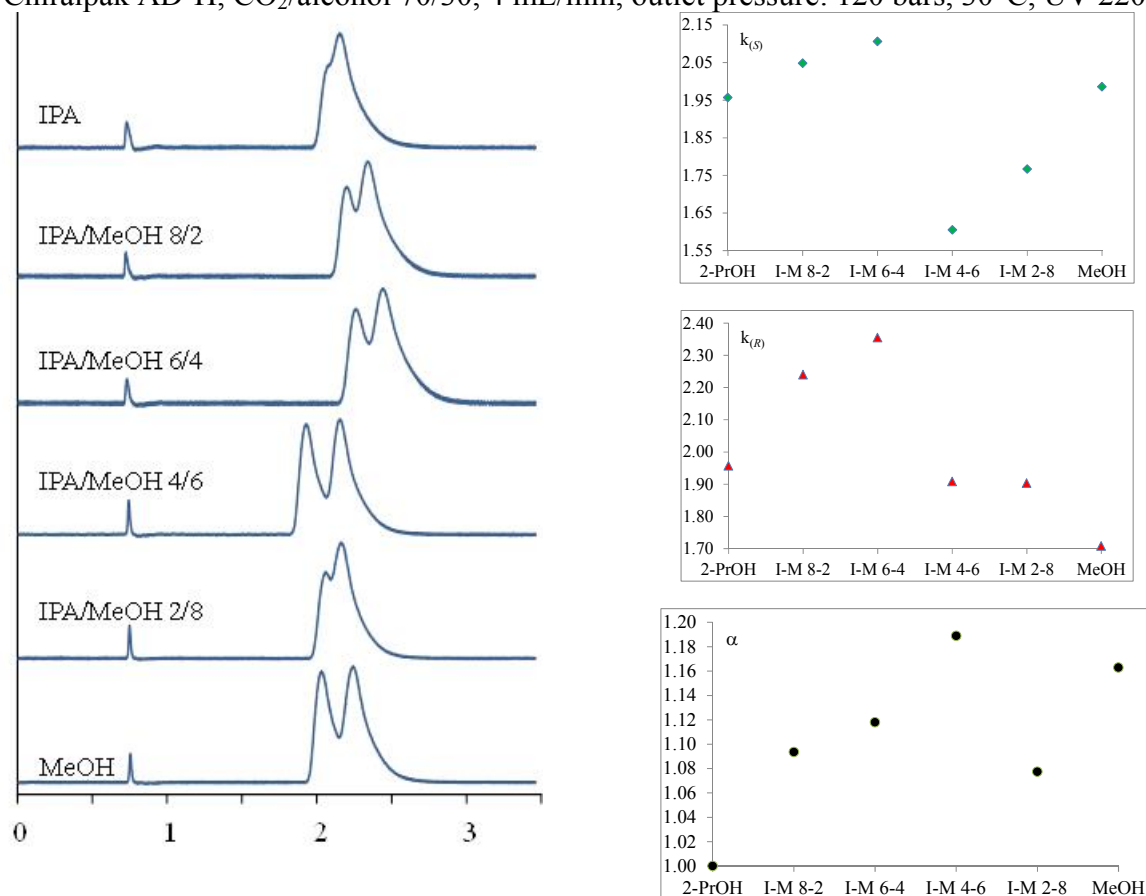 Chiralpak AD-H, CO₂/alcohol 70/30, 4 mL/min, outlet pressure: 120 bars, 30°C, UV 220
IPA
IPA/MeOH 8/2
IPA/MeOH 6/4
IPA/MeOH 4/6
IPA/MeOH 2/8
MeOH
0 1 2 3
k(S)
2.15
2.05
1.95
1.85
1.75
1.65
1.55
2-PrOH I-M 8-2 I-M 6-4 I-M 4-6 I-M 2-8 MeOH
k(R)
2.40
2.30
2.20
2.10
2.00
1.90
1.80
1.70
2-PrOH I-M 8-2 I-M 6-4 I-M 4-6 I-M 2-8 MeOH
α
1.20
1.18
1.16
1.14
1.12
1.10
1.08
1.06
1.04
1.02
1.00
2-PrOH I-M 8-2 I-M 6-4 I-M 4-6 I-M 2-8 MeOH